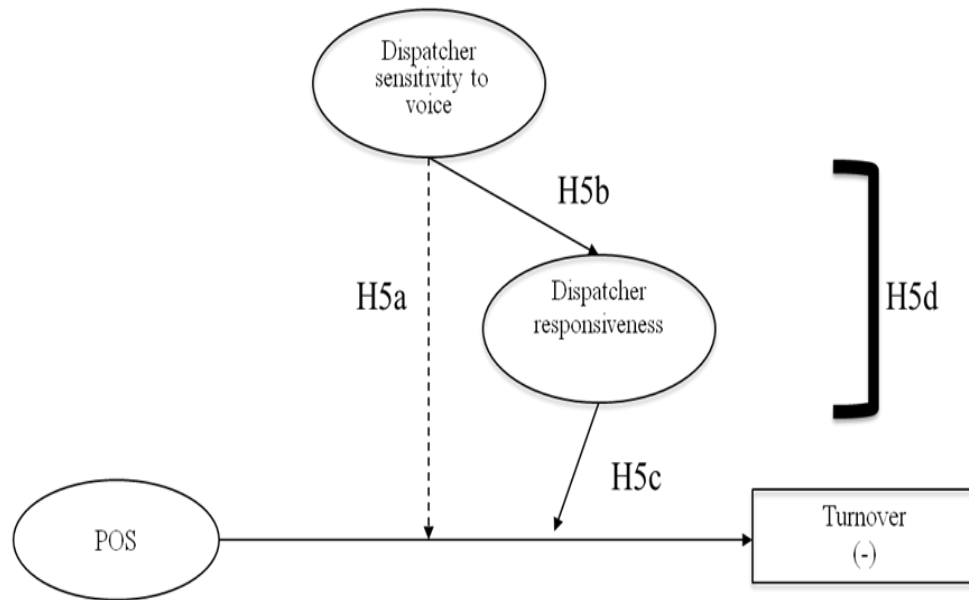 Dispatcher
sensitivity to
voice
H5b
H5a
Dispatcher
responsiveness
H5d
H5c
POS
Turnover
(-)